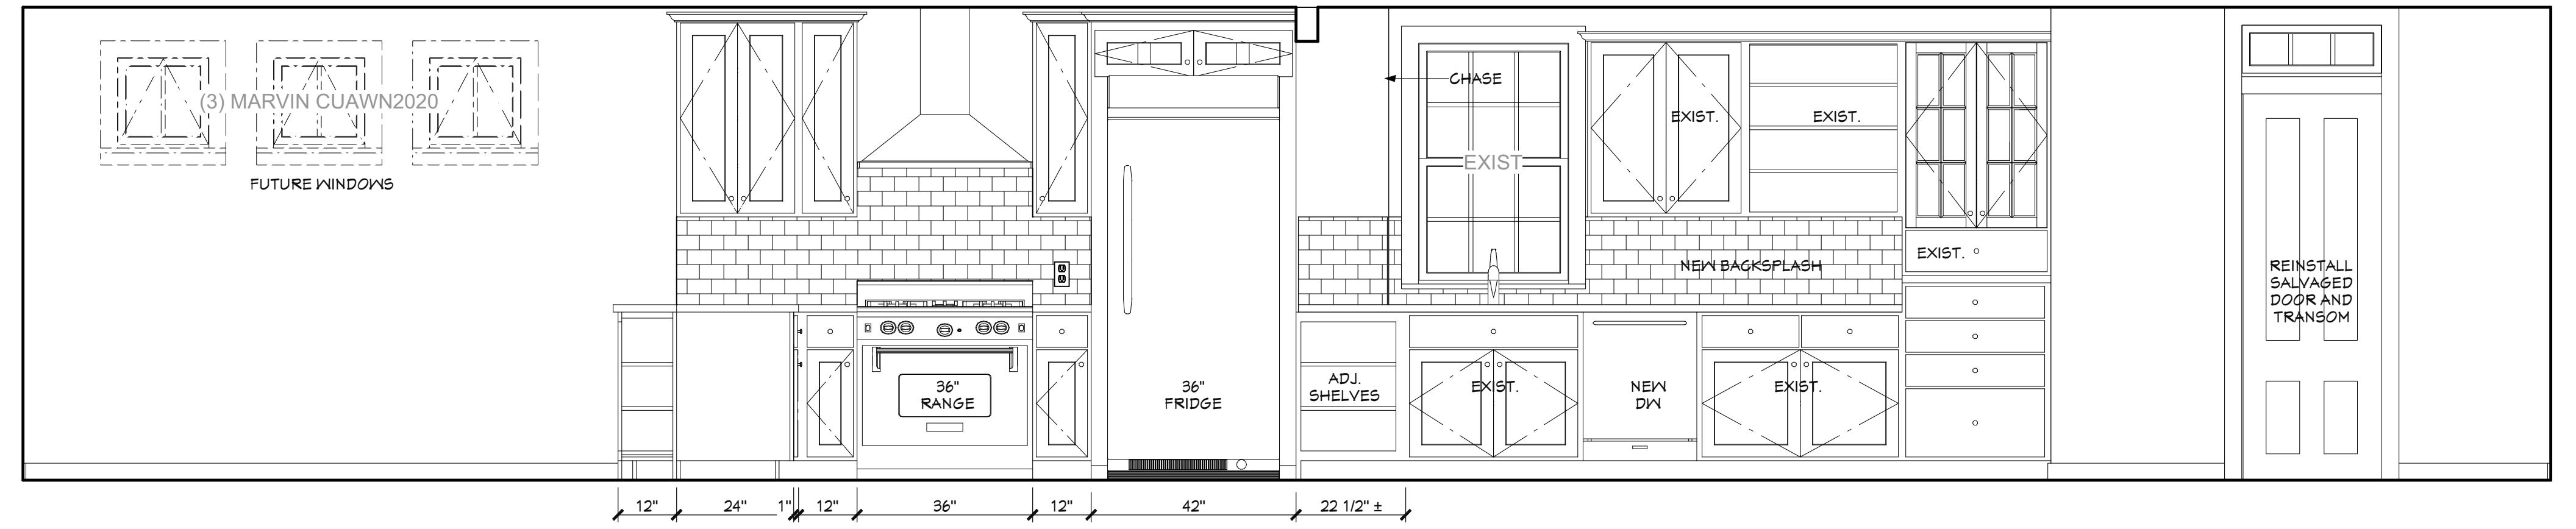 (3) MARVIN CUAWN2020
FUTURE WINDOWS
CHASE
EXIST
EXIST.
EXIST.
EXIST.
NEW BACKSPLASH
REINSTALL
SALVAGED
DOOR AND
TRANSOM
36"
RANGE
36"
FRIDGE
ADJ.
SHELVES
EXIST.
NEW
DW
EXIST.
12" 24" 1" 12" 36" 12" 42" 22 1/2" ±